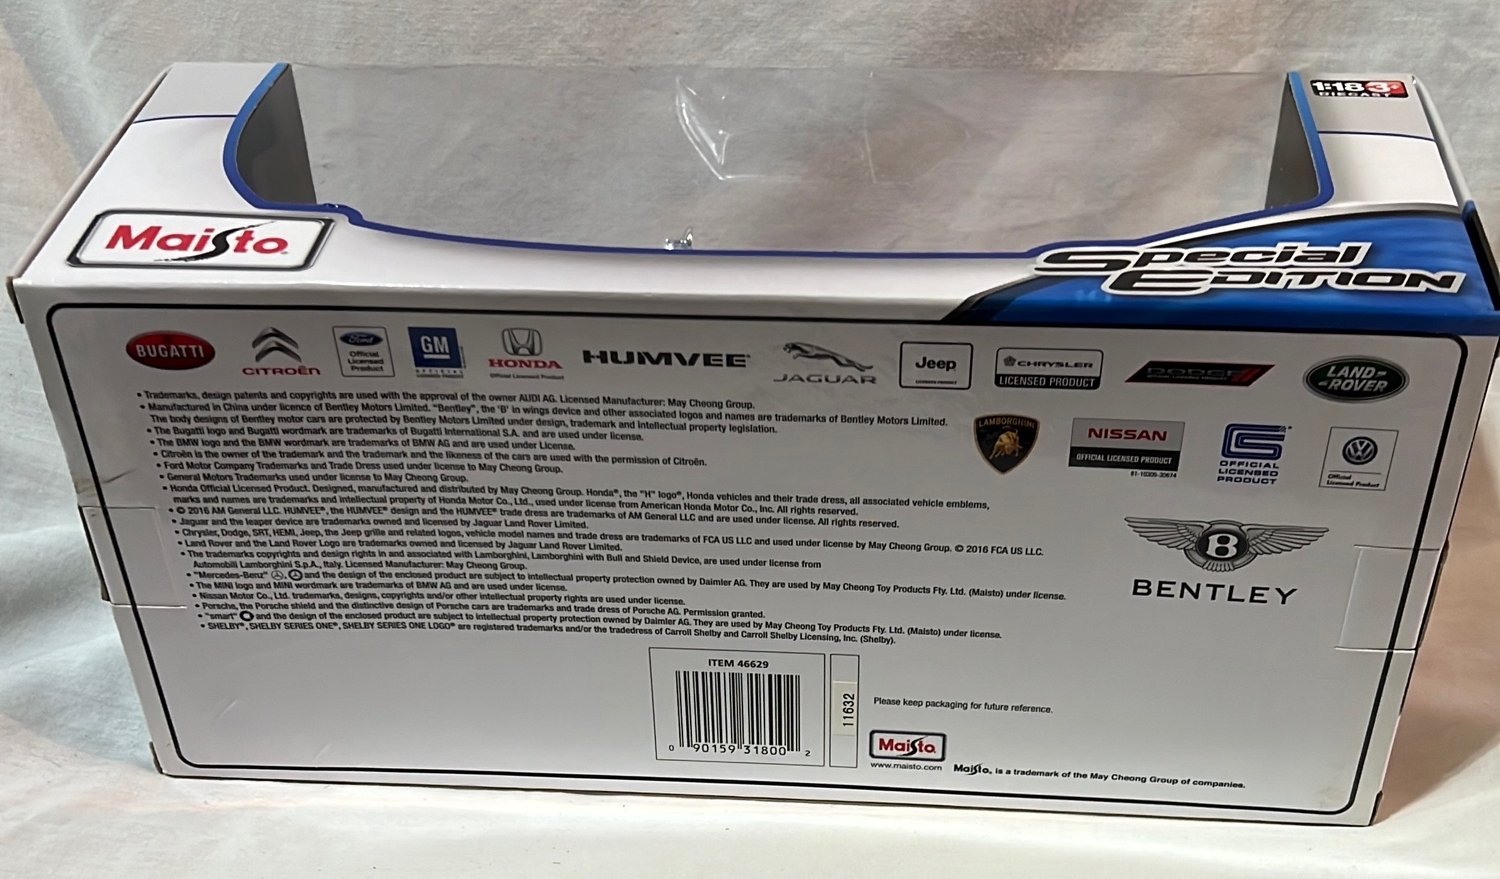 1:18
DIECAST
Maisto
Special
EDITION
BUGATTI
CITROËN
Ford
Official
Licensed
Product
GM
OFFICIAL
LICENSED PRODUCT
HONDA
Official Licensed Product
HUMVEE®
JAGUAR
Jeep
LICENSED PRODUCT
CHRYSLER
LICENSED PRODUCT
DODGE
LAND-
-ROVER
• Trademarks, design patents and copyrights are used with the approval of the owner AUDI AG. Licensed Manufacturer: May Cheong Group.
• Manufactured in China under licence of Bentley Motors Limited. "Bentley", the 'B' in wings device and other associated logos and names are trademarks of Bentley Motors Limited.
The body designs of Bentley motor cars are protected by Bentley Motors Limited under design, trademark and intellectual property legislation.
• The Bugatti logo and Bugatti wordmark are trademarks of Bugatti International S.A. and are used under license.
• The BMW logo and the BMW wordmark are trademarks of BMW AG and are used under License.
• Citroën is the owner of the trademark and the trademark and the likeness of the cars are used with the permission of Citroën.
• Ford Motor Company Trademarks and Trade Dress used under license to May Cheong Group.
• General Motors Trademarks used under license to May Cheong Group.
• Honda Official Licensed Product. Designed, manufactured and distributed by May Cheong Group. Honda®, the "H" logo®, Honda vehicles and their trade dress, all associated vehicle emblems,
marks and names are trademarks and intellectual property of Honda Motor Co., Ltd., used under license from American Honda Motor Co., Inc. All rights reserved.
• © 2016 AM General LLC. HUMVEE®, the HUMVEE® design and the HUMVEE® trade dress are trademarks of AM General LLC and are used under license. All rights reserved.
• Jaguar and the leaper device are trademarks owned and licensed by Jaguar Land Rover Limited.
• Chrysler, Dodge, SRT, HEMI, Jeep, the Jeep grille and related logos, vehicle model names and trade dress are trademarks of FCA US LLC and used under license by May Cheong Group. © 2016 FCA US LLC.
• Land Rover and the Land Rover Logo are trademarks owned and licensed by Jaguar Land Rover Limited.
• The trademarks copyrights and design rights in and associated with Lamborghini, Lamborghini with Bull and Shield Device, are used under license from
Automobili Lamborghini S.p.A., Italy. Licensed Manufacturer: May Cheong Group.
• "Mercedes-Benz" , and the design of the enclosed product are subject to intellectual property protection owned by Daimler AG. They are used by May Cheong Toy Products Fty. Ltd. (Maisto) under license.
• The MINI logo and MINI wordmark are trademarks of BMW AG and are used under license.
• Nissan Motor Co., Ltd. trademarks, designs, copyrights and/or other intellectual property rights are used under license.
• Porsche, the Porsche shield and the distinctive design of Porsche cars are trademarks and trade dress of Porsche AG. Permission granted.
• "smart" and the design of the enclosed product are subject to intellectual property protection owned by Daimler AG. They are used by May Cheong Toy Products Fty. Ltd. (Maisto) under license.
• SHELBY®, SHELBY SERIES ONE®, SHELBY SERIES ONE LOGO® are registered trademarks and/or the tradedress of Carroll Shelby and Carroll Shelby Licensing, Inc. (Shelby).
LAMBORGHINI
NISSAN
OFFICIAL LICENSED PRODUCT
OFFICIAL
LICENSED
PRODUCT
Official
Licensed Product
B
BENTLEY
ITEM 46629
0 90159 31800 2
11632
Please keep packaging for future reference.
Maisto
www.maisto.com
Maisto, is a trademark of the May Cheong Group of companies.